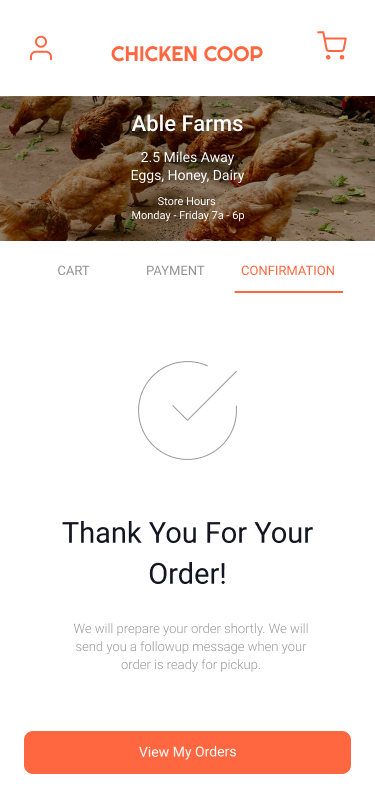 CHICKEN COOP
Able Farms
2.5 Miles Away
Eggs, Honey, Dairy
Store Hours
Monday - Friday 7a - 6p
CART PAYMENT CONFIRMATION
Thank You For Your
Order!
We will prepare your order shortly. We will
send you a followup message when your
order is ready for pickup.
View My Orders